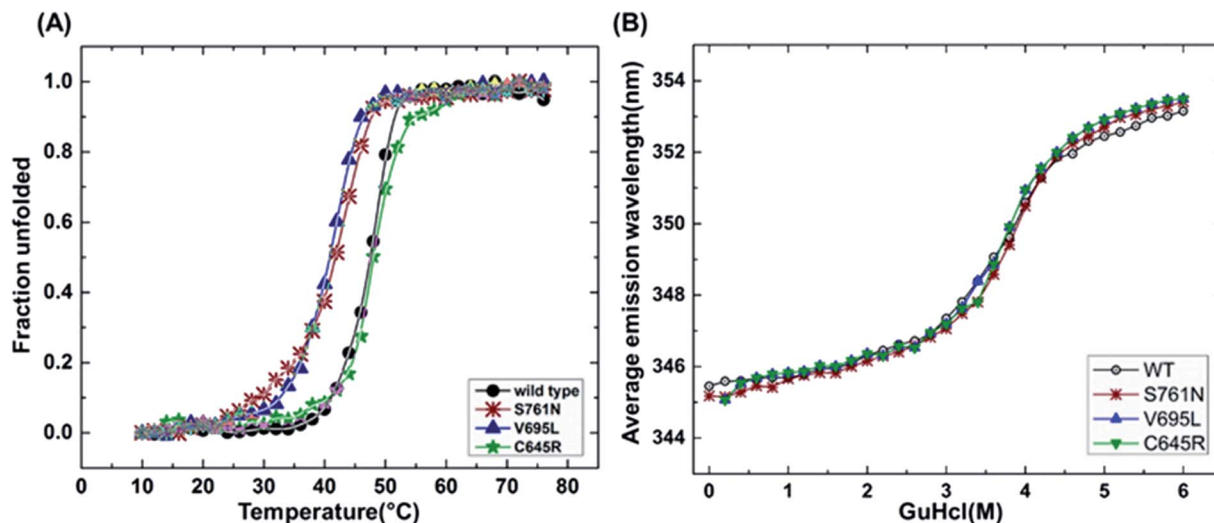 (A)
Fraction unfolded
1.0
0.8
0.6
0.4
0.2
0.0
wild type
S761N
V695L
C645R
0 10 20 30 40 50 60 70 80
Temperature(°C)
(B)
Average emission wavelength(nm)
354
352
350
348
346
344
WT
S761N
V695L
C645R
0 1 2 3 4 5 6
GuHcl(M)